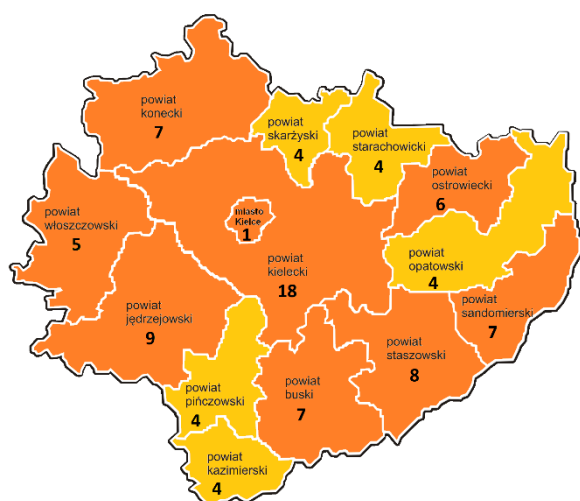 powiat
konecki
7
powiat
skarżyski
4
powiat
starachowicki
4
powiat
ostrowiecki
6
powiat
włoszczowski
5
miasto
Kielce
1
powiat
kielecki
18
powiat
opatowski
4
powiat
sandomierski
7
powiat
jędrzejowski
9
powiat
staszowski
8
powiat
pińczowski
4
powiat
buski
7
powiat
kazimierski
4